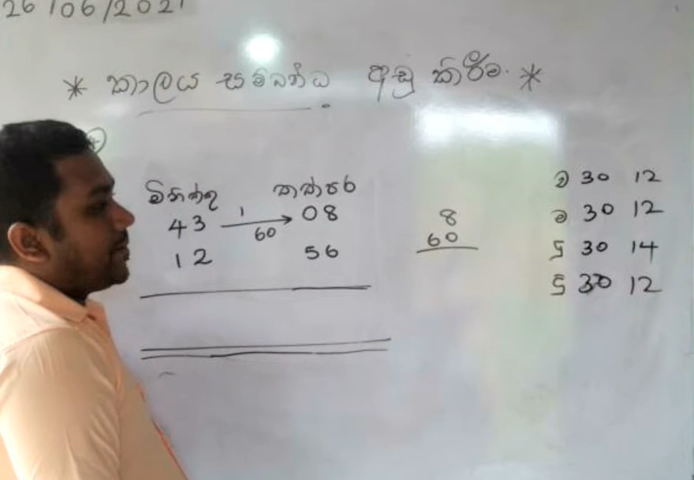 26/06/2021
* කාලය සම්බන්ධ අඩු කිරීම. *
මිනිත්තු තත්පර
43 1 08
60
12 56
8
60
ම 30 12
ම 30 12
දි 30 14
දි 30 12